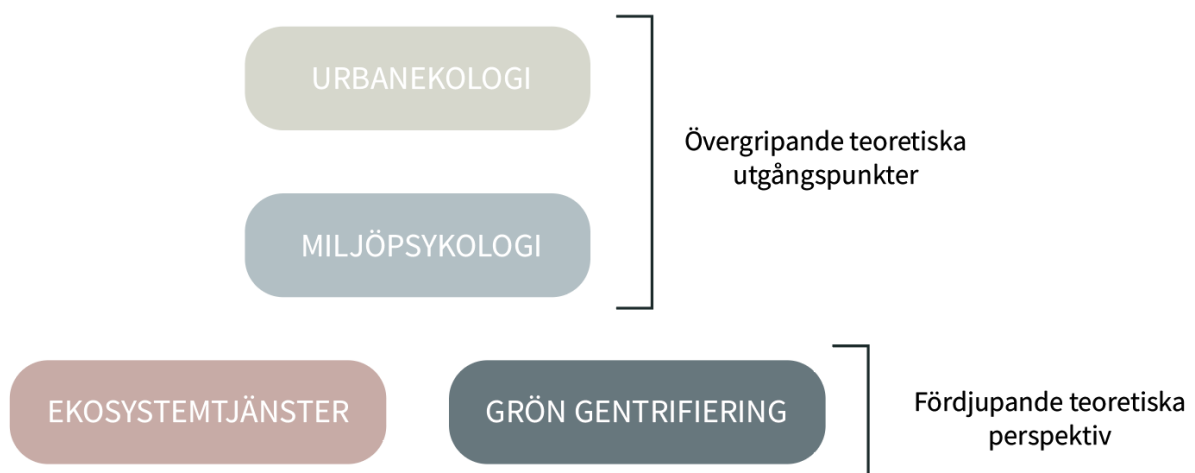 URBANEKOLOGI
MILJÖPSYKOLOGI
Övergripande teoretiska
utgångspunkter
EKOSYSTEMTJÄNSTER
GRÖN GENTRIFIERING
Fördjupande teoretiska
perspektiv